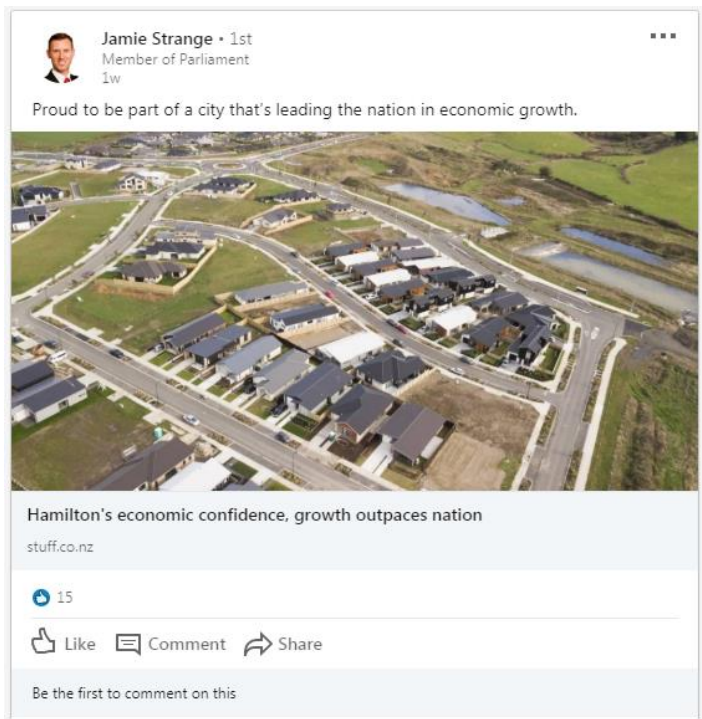 Jamie Strange • 1st
Member of Parliament
1w
Proud to be part of a city that's leading the nation in economic growth.
Hamilton's economic confidence, growth outpaces nation
stuff.co.nz
15
Like Comment Share
Be the first to comment on this